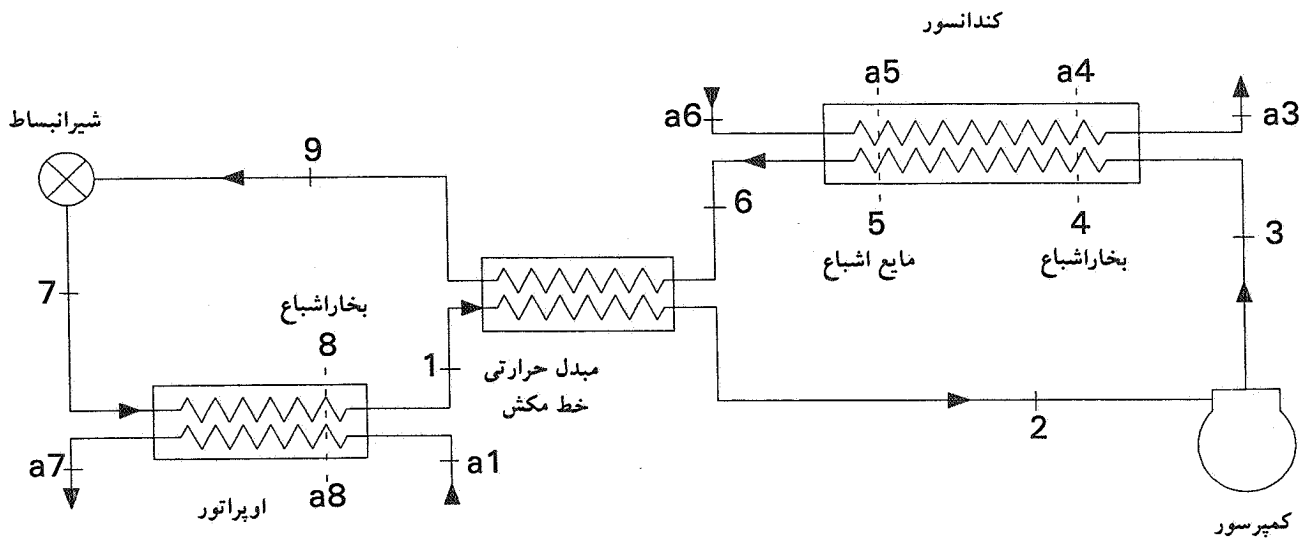 کندانسور
a5
a4
a6
a3
شیرانبساط
9
6
5
4
3
مایع اشباع
بخاراشباع
7
بخاراشباع
8
1
مبدل حرارتی
خط مکش
2
a7
a1
a8
اوپراتور
کمپرسور